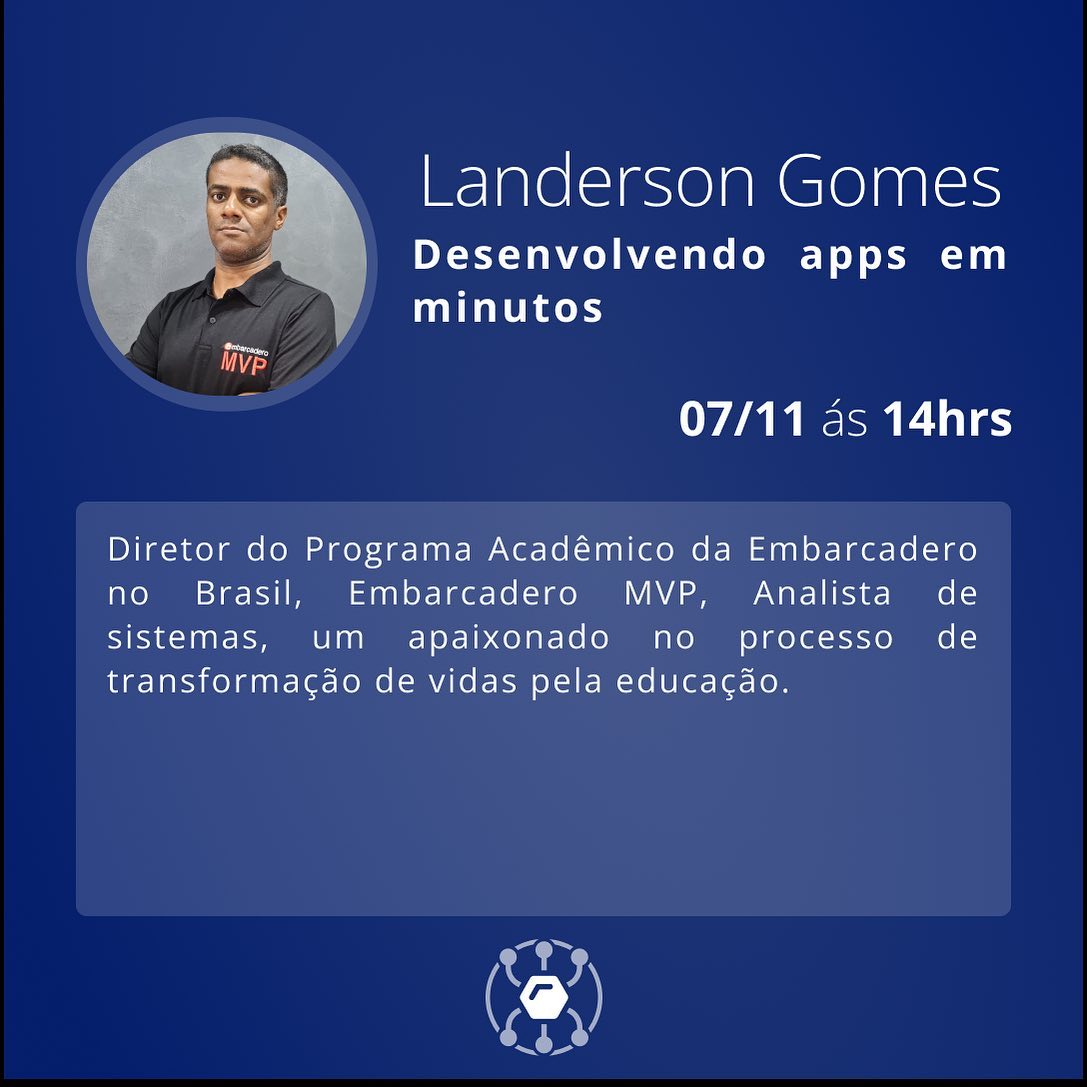 Landerson Gomes
Desenvolvendo apps em
minutos
07/11 ás 14hrs
embarcadero
MVP
Diretor do Programa Acadêmico da Embarcadero
no Brasil, Embarcadero MVP, Analista de
sistemas, um apaixonado no processo de
transformação de vidas pela educação.